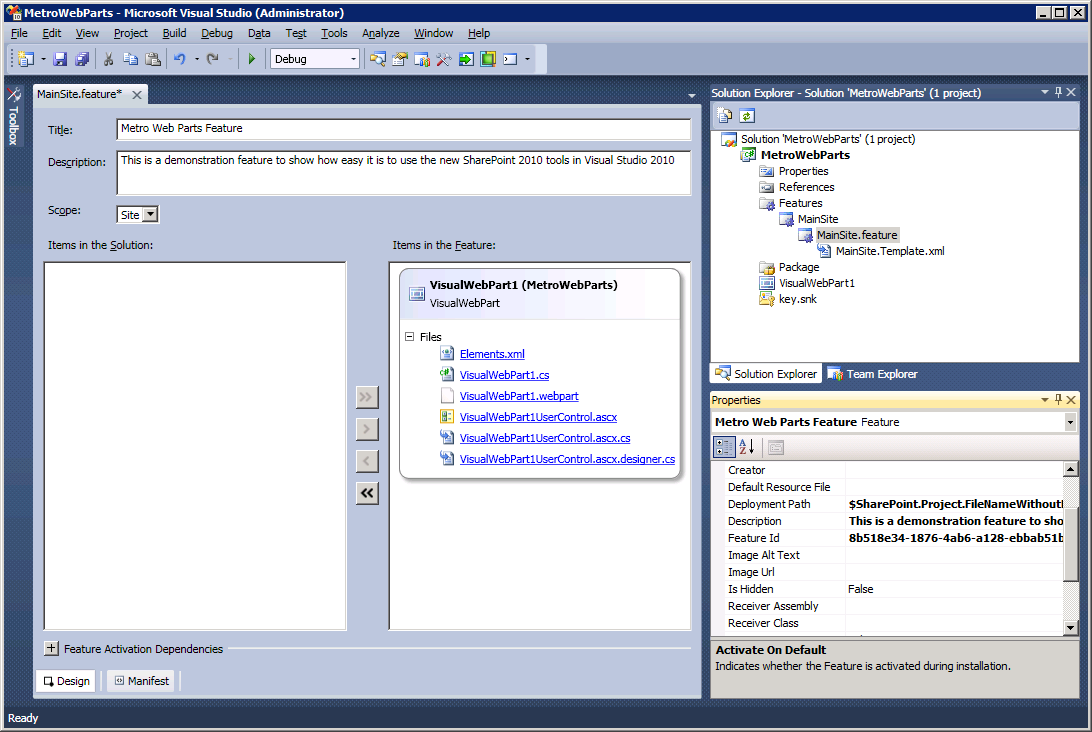 MetroWebParts - Microsoft Visual Studio (Administrator)
File Edit View Project Build Debug Data Test Tools Analyze Window Help
Debug
Toolbox
MainSite.feature*
Title:
Metro Web Parts Feature
Description:
This is a demonstration feature to show how easy it is to use the new SharePoint 2010 tools in Visual Studio 2010
Scope:
Site
Items in the Solution:
Items in the Feature:
VisualWebPart1 (MetroWebParts)
VisualWebPart
Files
Elements.xml
VisualWebPart1.cs
VisualWebPart1.webpart
VisualWebPart1UserControl.ascx
VisualWebPart1UserControl.ascx.cs
VisualWebPart1UserControl.ascx.designer.cs
Feature Activation Dependencies
Design
Manifest
Solution Explorer - Solution 'MetroWebParts' (1 project)
Solution 'MetroWebParts' (1 project)
MetroWebParts
Properties
References
Features
MainSite
MainSite.feature
MainSite.Template.xml
Package
VisualWebPart1
key.snk
Solution Explorer
Team Explorer
Properties
Metro Web Parts Feature Feature
Creator
Default Resource File
Deployment Path $SharePoint.Project.FileNameWithoutE
Description This is a demonstration feature to sho
Feature Id 8b518e34-1876-4ab6-a128-ebbab51b
Image Alt Text
Image Url
Is Hidden False
Receiver Assembly
Receiver Class
Activate On Default
Indicates whether the Feature is activated during installation.
Ready